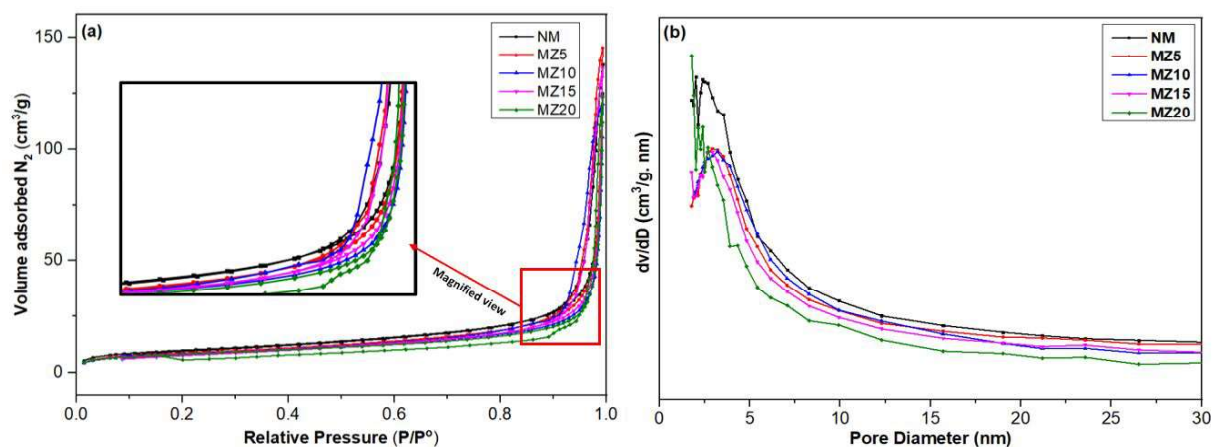 (a)
NM
MZ5
MZ10
MZ15
MZ20
Magnified view
Volume adsorbed N₂ (cm³/g)
150
100
50
0
0.0 0.2 0.4 0.6 0.8 1.0
Relative Pressure (P/Pº)
(b)
NM
MZ5
MZ10
MZ15
MZ20
dv/dD (cm³/g. nm)
0 5 10 15 20 25 30
Pore Diameter (nm)